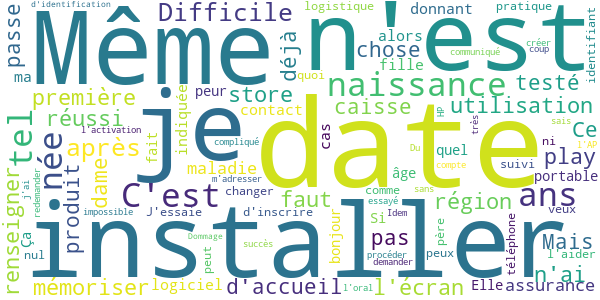 d'identification
Même
Difficile
logistique
donnant
pratique
n'est
passe
déjà
chose
alors
communiqué
créer
coup
identifiant
ma
fille
quoi
naissance
testé
première
indiquée
peur
store
caisse
utilisation
réussi
contact
HP
tel
l'activation
je
date
très
sais
Ce
née
après
fait
compliqué
cas
Du
quel
ni
l'AP
dame
maladie
âge
suivi
play
renseigner
j'ai
redemander
m'adresser
compte
portable
C'est
changer
comme
sans
ans
essayé
région
produit
impossible
J'essaie
d'inscrire
faut
Si
Idem
père
veux
Ça
installer
bonjour
pas
téléphone
Mais
nul
Dommage
peut
procéder
peux
l'aider
succès
demander
n'ai
mémoriser
logiciel
d'accueil
l'oral
l'écran
Elle
assurance